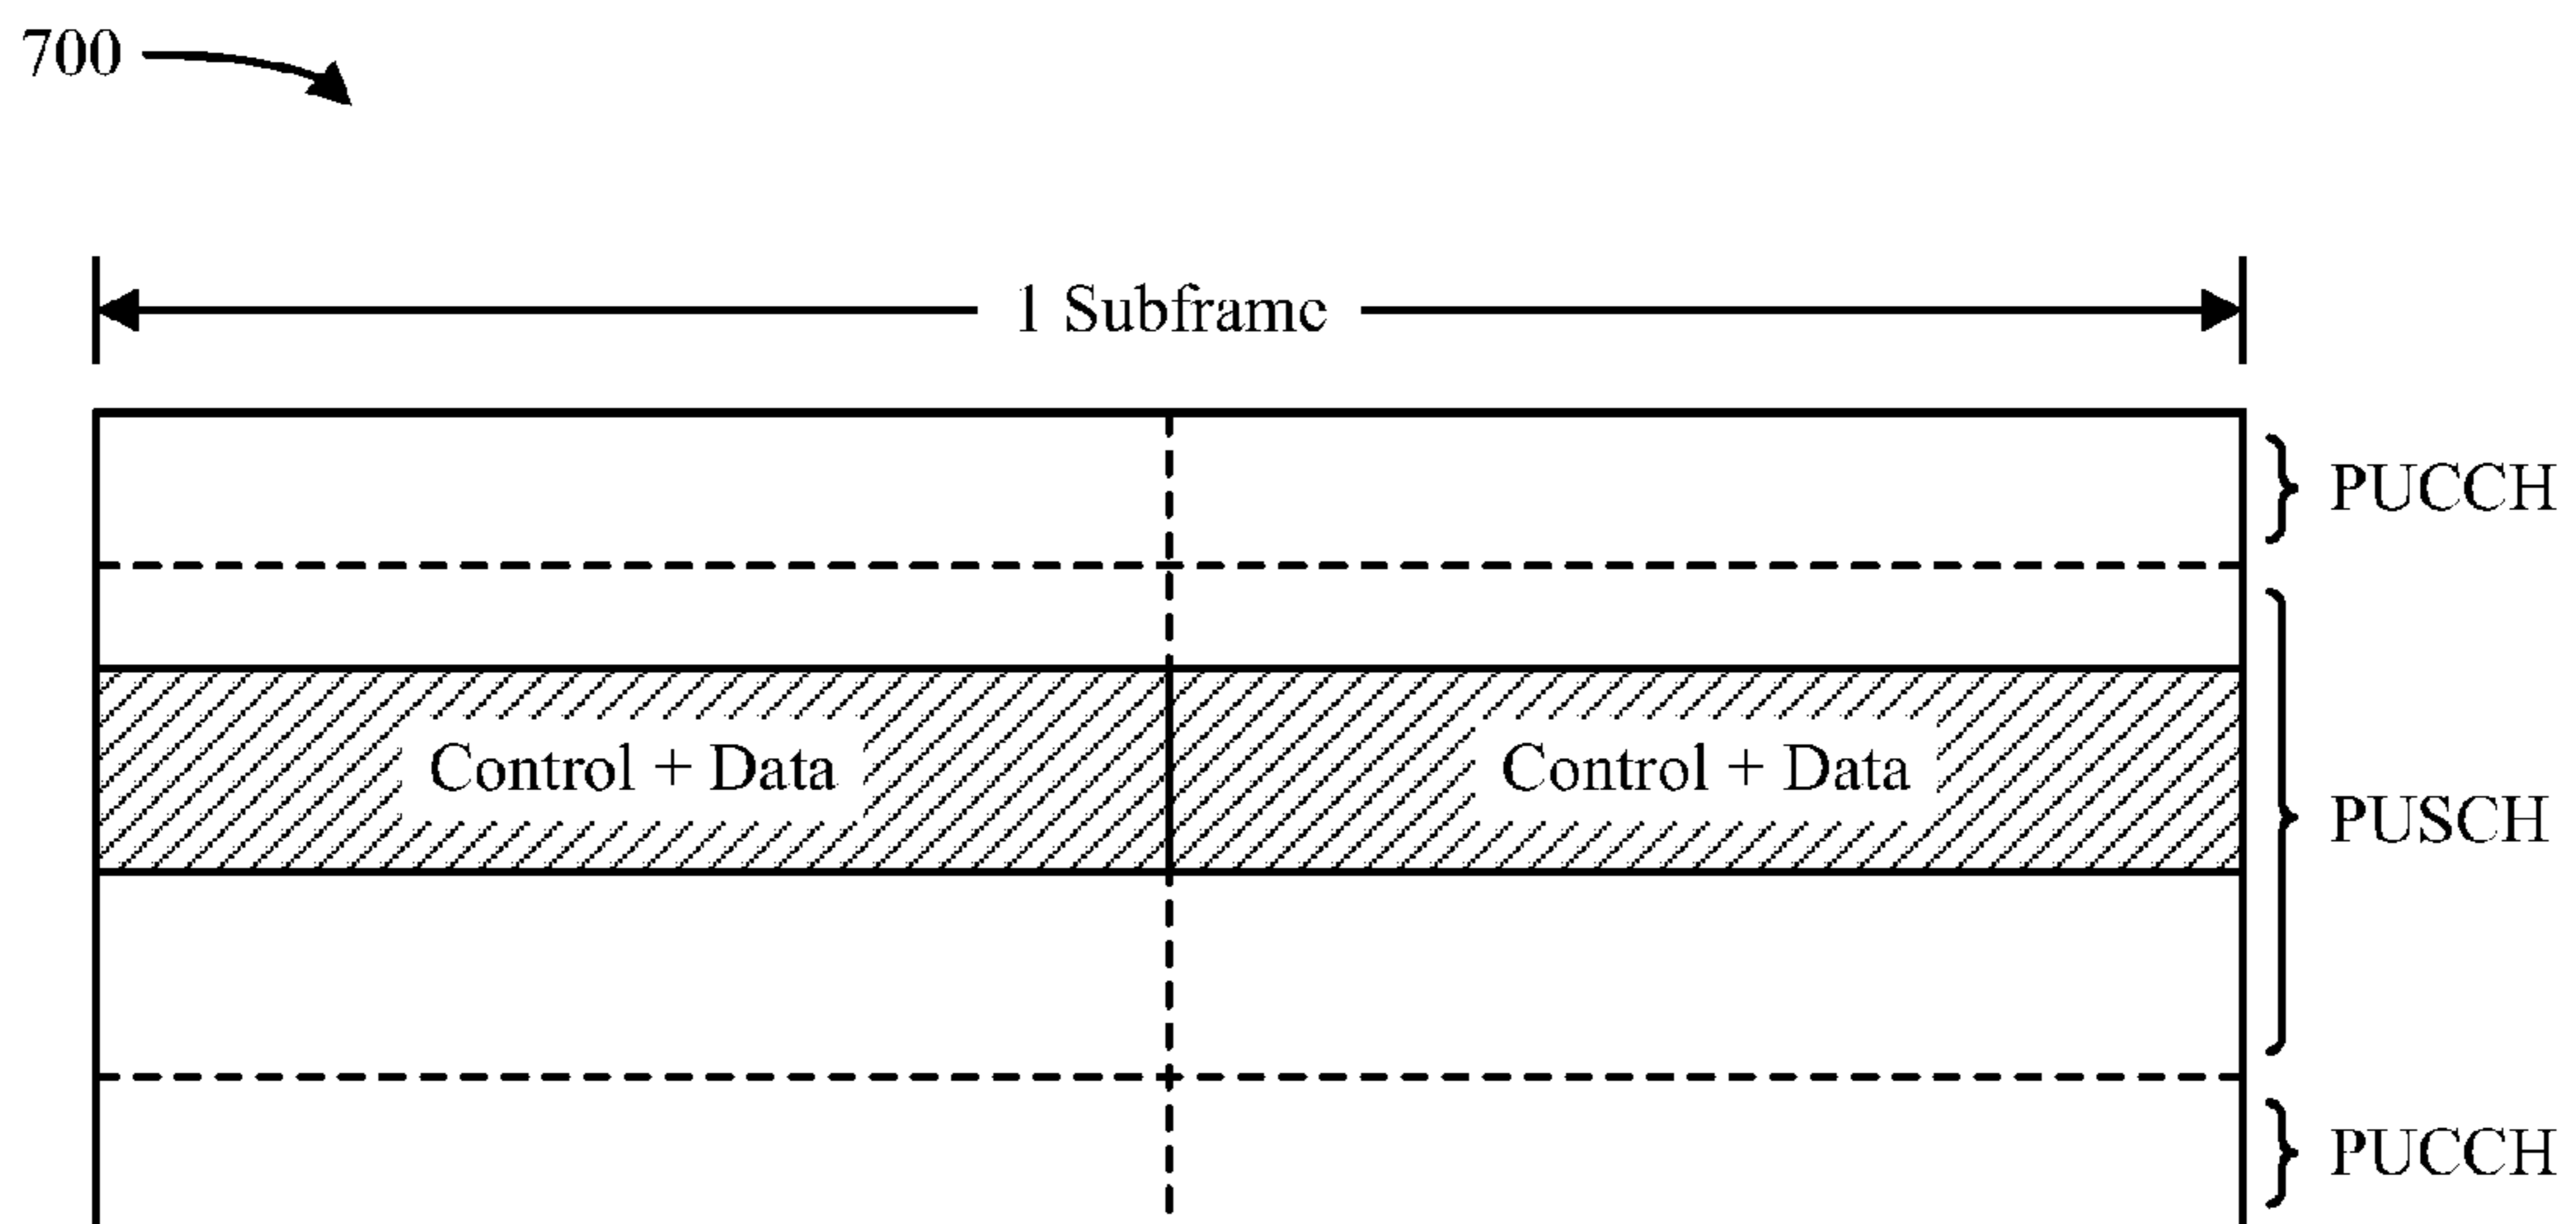 700
1 Subframe
PUCCH
Control + Data
Control + Data
PUSCH
PUCCH